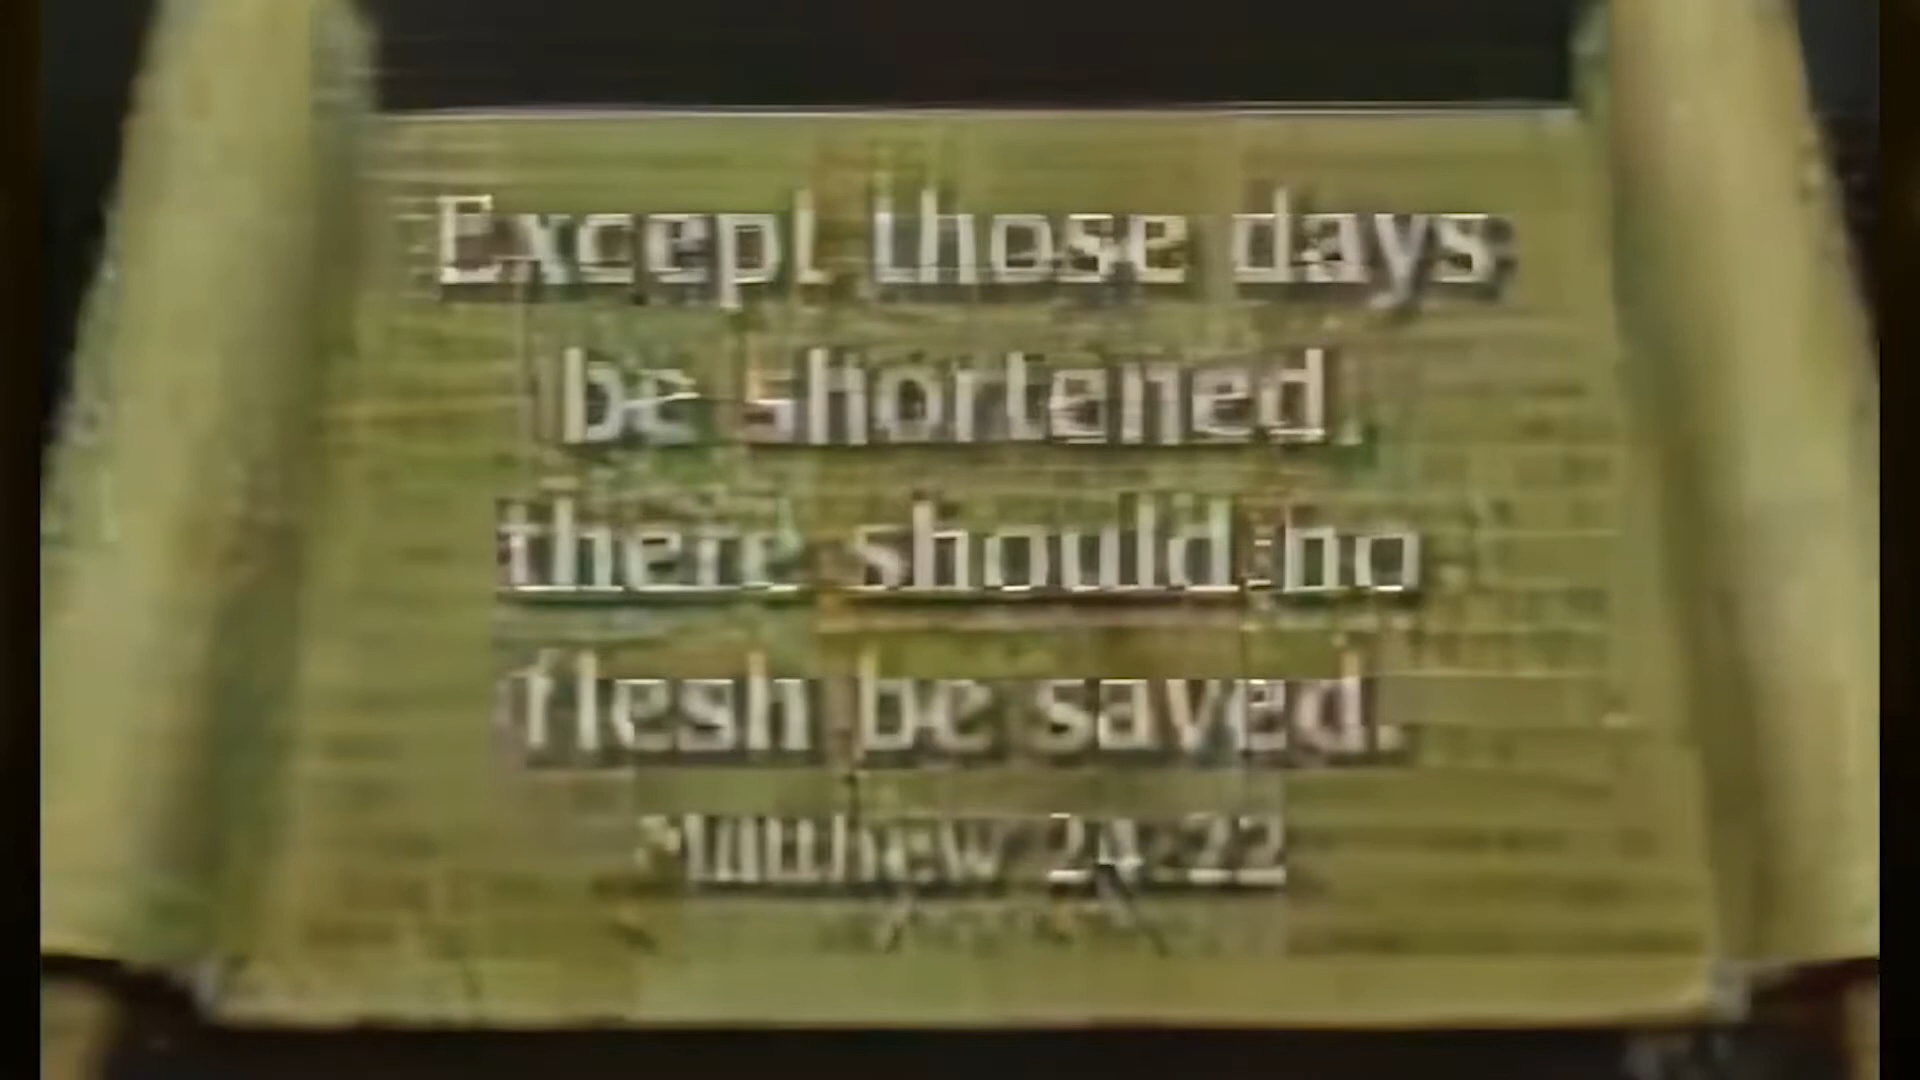 Except those days
be shortened,
there should no
flesh be saved.
Matthew 24:22